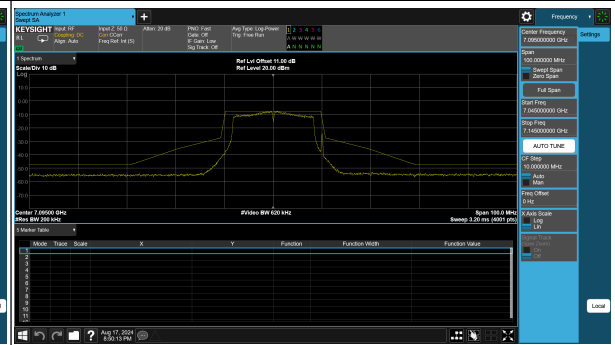 Spectrum Analyzer 1
Swept SA
Frequency
KEYSIGHT
Input: RF
Coupling: DC
Align: Auto
Input Z: 50 Ω
Corr CCorr
Freq Ref: Int (S)
Atten: 20 dB
PNO: Fast
Gate: Off
IF Gain: Low
Sig Track: Off
Avg Type: Log-Power
Trig: Free Run
1 2 3 4 5 6
A W W W W W
A N N N N N
Center Frequency
7.095000000 GHz
Settings
Span
100.000000 MHz
Swept Span
Zero Span
Full Span
Start Freq
7.045000000 GHz
Stop Freq
7.145000000 GHz
AUTO TUNE
CF Step
10.000000 MHz
Auto
Man
Freq Offset
0 Hz
X Axis Scale
Log
Lin
Signal Track
(Span Zoom)
On
Off
Local
1 Spectrum
Scale/Div 10 dB
Log
Ref Lvl Offset 11.00 dB
Ref Level 20.00 dBm
10.0
0.00
-10.0
-20.0
-30.0
-40.0
-50.0
-60.0
-70.0
Center 7.09500 GHz
#Res BW 200 kHz
#Video BW 620 kHz
Span 100.0 MHz
Sweep 3.20 ms (4001 pts)
5 Marker Table
Mode Trace Scale X Y Function Function Width Function Value
1
2
3
4
5
6
7
8
9
10
11
Aug 17, 2024
8:50:13 PM